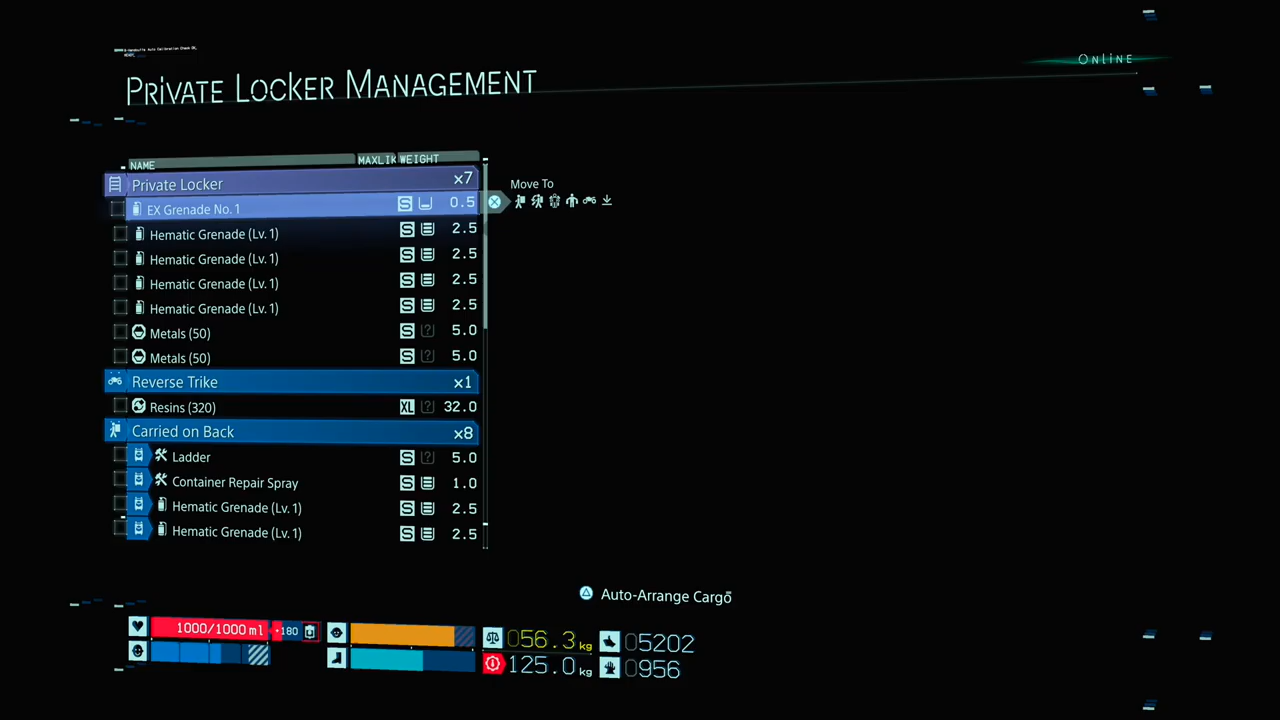 ONLINE
PRIVATE LOCKER MANAGEMENT
NAME MAXLIK WEIGHT
Private Locker x7
EX Grenade No. 1 S 0.5
Move To
Hematic Grenade (Lv. 1) S 2.5
Hematic Grenade (Lv. 1) S 2.5
Hematic Grenade (Lv. 1) S 2.5
Hematic Grenade (Lv. 1) S 2.5
Metals (50) S ? 5.0
Metals (50) S ? 5.0
Reverse Trike x1
Resins (320) XL ? 32.0
Carried on Back x8
Ladder S ? 5.0
Container Repair Spray S 1.0
Hematic Grenade (Lv. 1) S 2.5
Hematic Grenade (Lv. 1) S 2.5
Auto-Arrange Cargo
1000/1000 ml 180
056.3 kg 05202
125.0 kg 0956